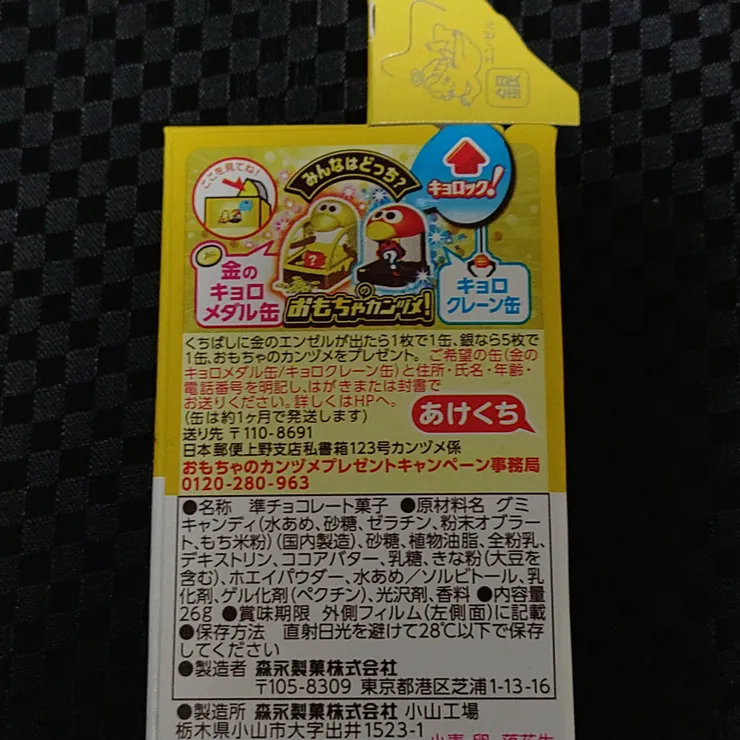 エンゼル
銀
ここを見てね!
みんなはどっち?
キョロック!
金の
キョロ
メダル缶
?
?
の
おもちゃカンヅメ!
キョロ
クレーン缶
くちばしに金のエンゼルが出たら1枚で1缶、銀なら5枚で
1缶、おもちゃのカンヅメをプレゼント。ご希望の缶(金の
キョロメダル缶/キョロクレーン缶)と住所・氏名・年齢・
電話番号を明記し、はがきまたは封書で
お送りください。詳しくはHPへ。
(缶は約1ヶ月で発送します)
あけくち
送り先 〒110-8691
日本郵便上野支店私書箱123号カンヅメ係
おもちゃのカンヅメプレゼントキャンペーン事務局
0120-280-963
●名称 準チョコレート菓子 ●原材料名 グミ
キャンディ(水あめ、砂糖、ゼラチン、粉末オブラー
ト、もち米粉)(国内製造)、砂糖、植物油脂、全粉乳、
デキストリン、ココアバター、乳糖、きな粉(大豆を
含む)、ホエイパウダー、水あめ/ソルビトール、乳
化剤、ゲル化剤(ペクチン)、光沢剤、香料 ●内容量
26g ●賞味期限 外側フィルム(左側面)に記載
●保存方法 直射日光を避けて28℃以下で保存
してください
●製造者 森永製菓株式会社
〒105-8309 東京都港区芝浦1-13-16
●製造所 森永製菓株式会社 小山工場
栃木県小山市大字出井1523-1